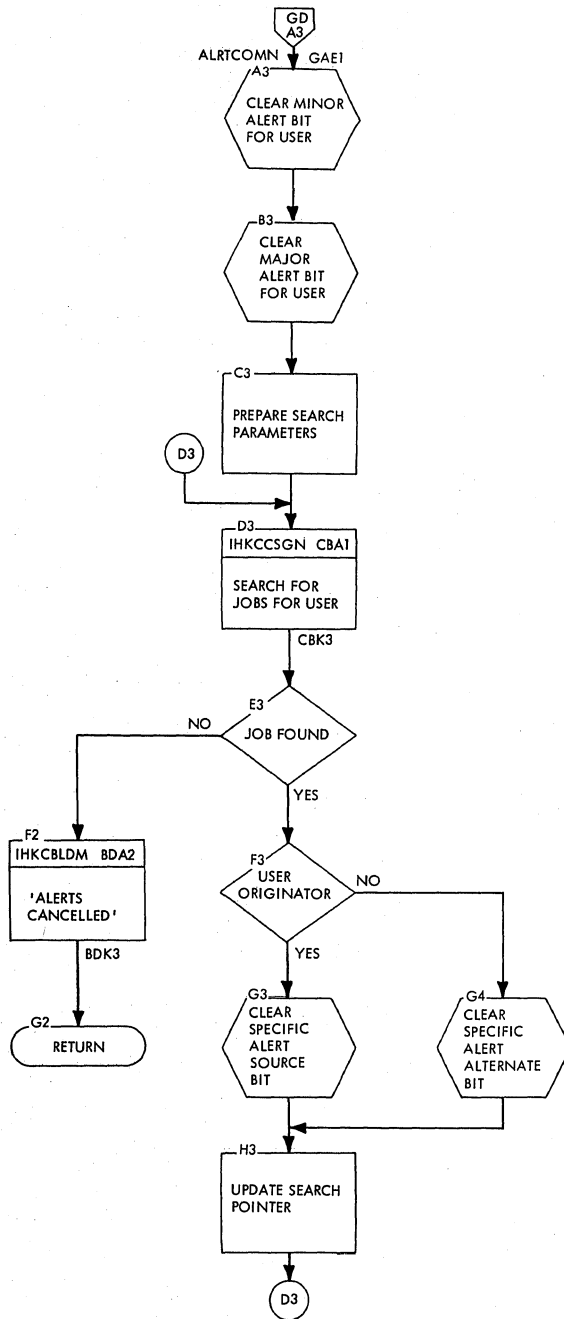 GD
A3
ALRTCOMN GAE1
A3
CLEAR MINOR
ALERT BIT
FOR USER
B3
CLEAR
MAJOR
ALERT BIT
FOR USER
C3
PREPARE SEARCH
PARAMETERS
D3
D3
IHKCCSGN CBA1
SEARCH FOR
JOBS FOR USER
CBK3
E3
JOB FOUND
NO
YES
F2
IHKCBLDM BDA2
'ALERTS
CANCELLED'
BDK3
G2
RETURN
F3
USER
ORIGINATOR
NO
YES
G3
CLEAR
SPECIFIC
ALERT
SOURCE
BIT
G4
CLEAR
SPECIFIC
ALERT
ALTERNATE
BIT
H3
UPDATE SEARCH
POINTER
D3